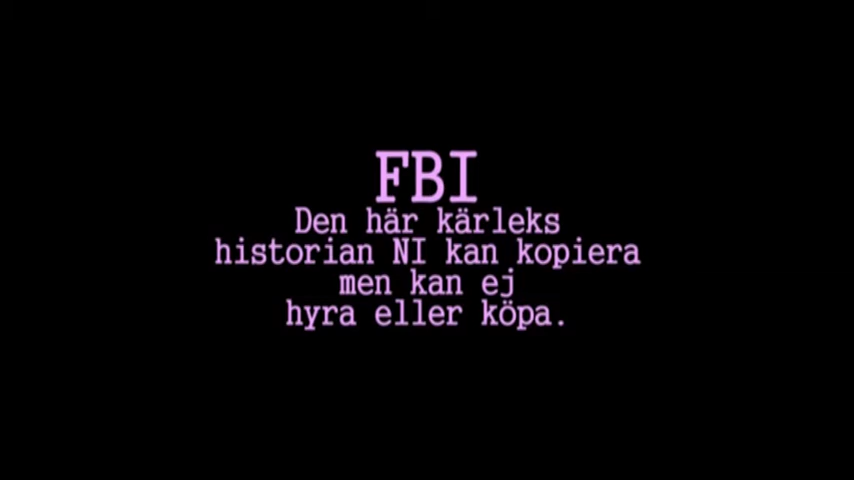 FBI
Den här kärleks
historian NI kan kopiera
men kan ej
hyra eller köpa.